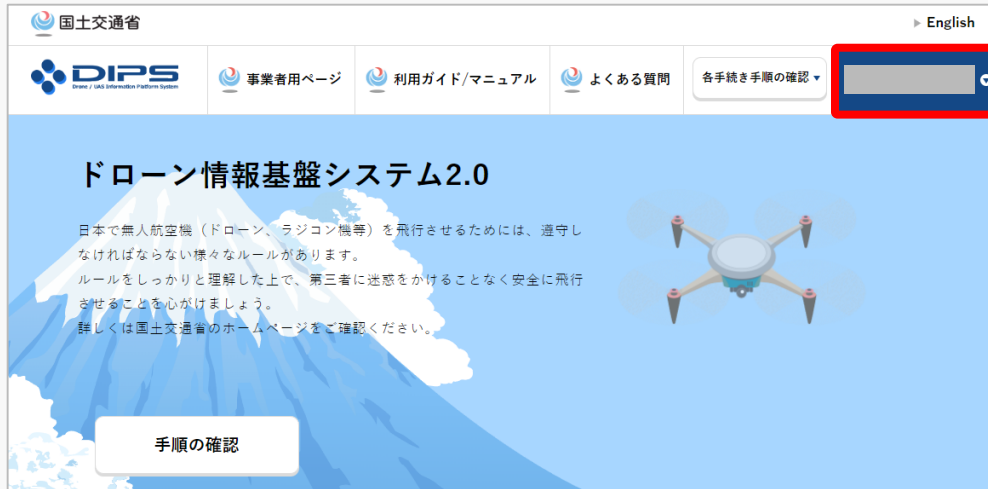 国土交通省
▶ English
DIPS
Drone / UAS Information Platform System
事業者用ページ
利用ガイド/マニュアル
よくある質問
各手続き手順の確認 ▼
ドローン情報基盤システム2.0
日本で無人航空機（ドローン、ラジコン機等）を飛行させるためには、遵守し
なければならない様々なルールがあります。
ルールをしっかりと理解した上で、第三者に迷惑をかけることなく安全に飛行
させることを心がけましょう。
詳しくは国土交通省のホームページをご確認ください。
手順の確認